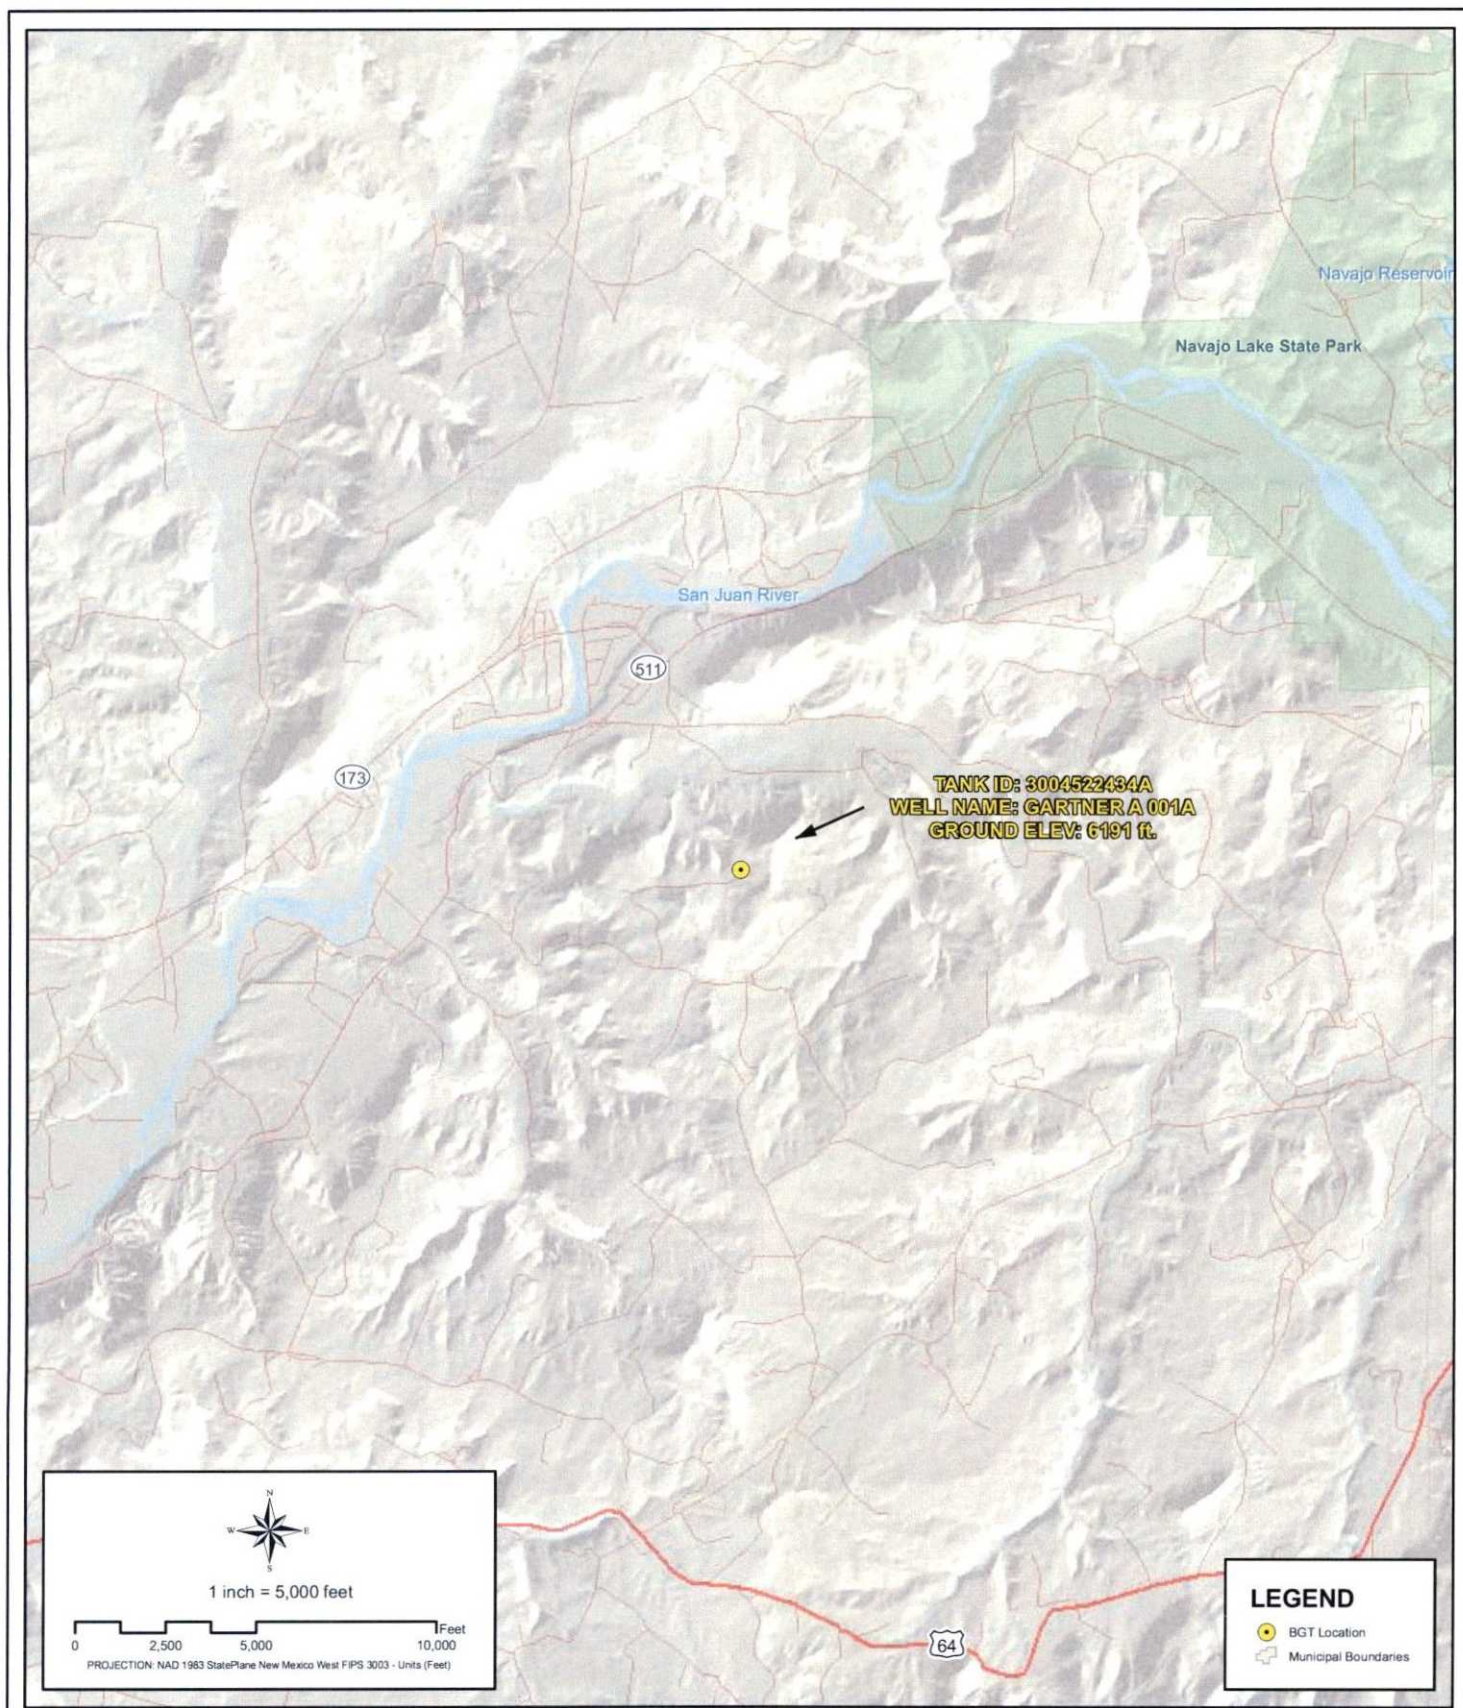 Navajo Reservoir
Navajo Lake State Park
San Juan River
511
173
TANK ID: 3004522434A
WELL NAME: GARTNER A 001A
GROUND ELEV: 6191 ft.
64
N
W E
S
1 inch = 5,000 feet
Feet
0 2,500 5,000 10,000
PROJECTION: NAD 1983 StatePlane New Mexico West FIPS 3003 - Units (Feet)
LEGEND
BGT Location
Municipal Boundaries